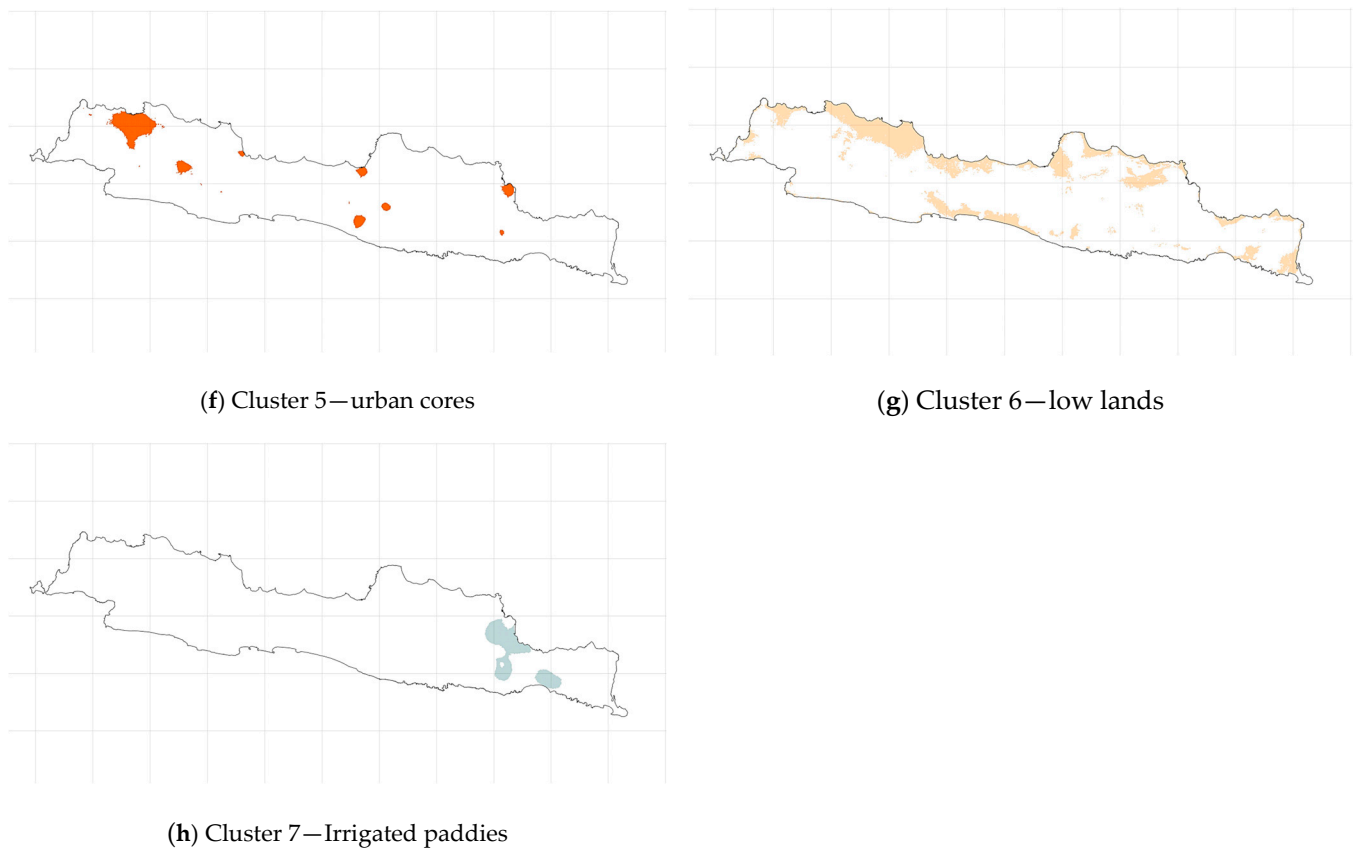 (f) Cluster 5—urban cores
(g) Cluster 6—low lands
(h) Cluster 7—Irrigated paddies